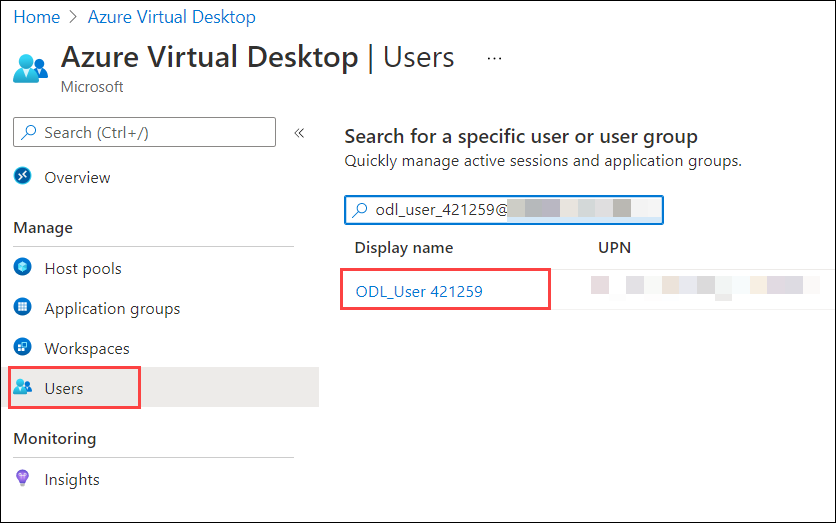 Home > Azure Virtual Desktop
Azure Virtual Desktop | Users ...
Microsoft
Search (Ctrl+/) «
Overview
Manage
Host pools
Application groups
Workspaces
Users
Monitoring
Insights
Search for a specific user or user group
Quickly manage active sessions and application groups.
odl_user_421259@
Display name UPN
ODL_User 421259